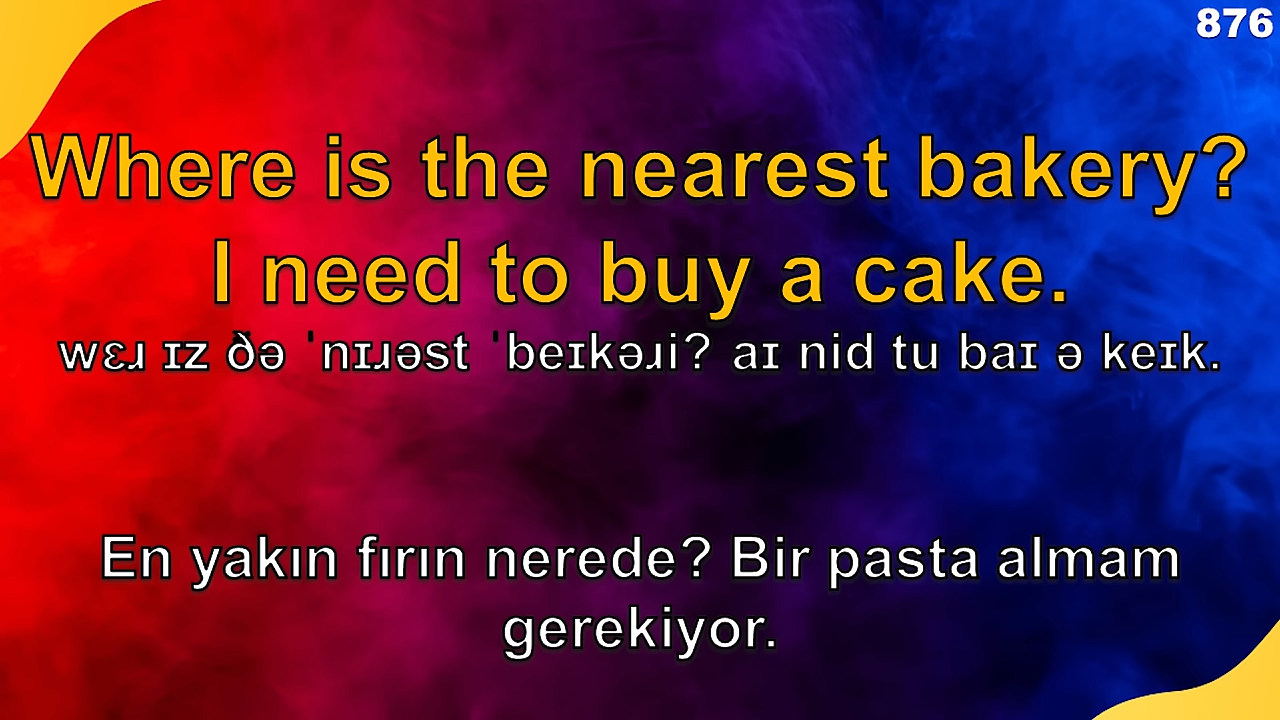 876
Where is the nearest bakery?
I need to buy a cake.
wɛɹ ɪz ðə ˈnɪɹəst ˈbeɪkəɹi? aɪ nid tu baɪ ə keɪk.
En yakın fırın nerede? Bir pasta almam
gerekiyor.